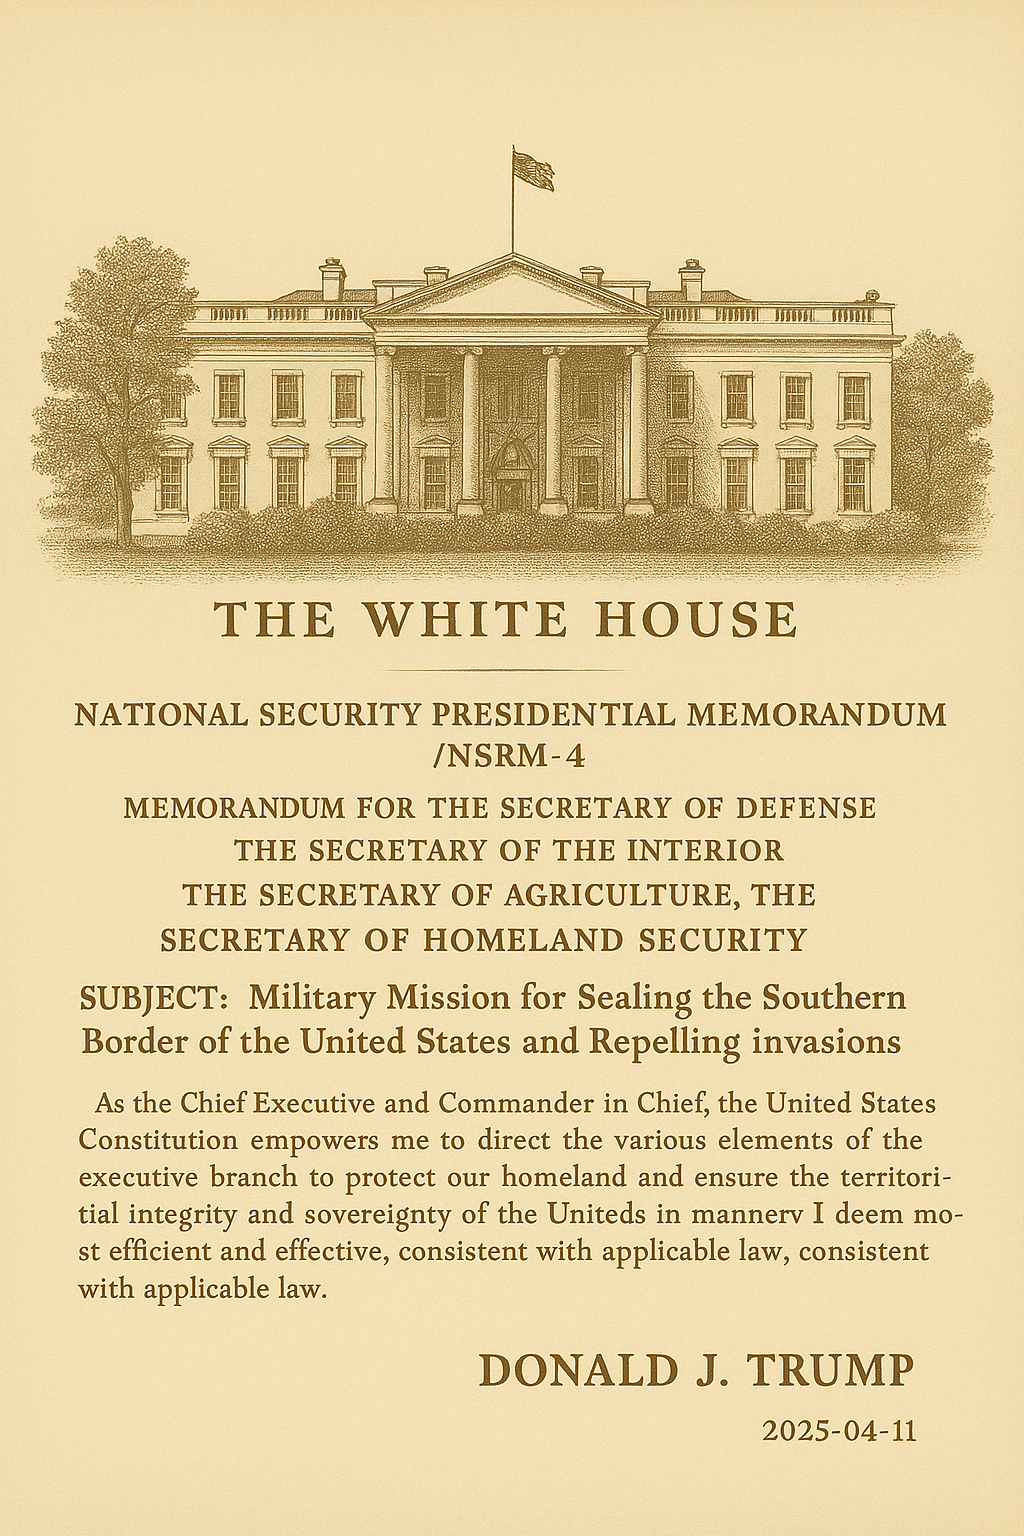 THE WHITE HOUSE
NATIONAL SECURITY PRESIDENTIAL MEMORANDUM
/NSRM-4
MEMORANDUM FOR THE SECRETARY OF DEFENSE
THE SECRETARY OF THE INTERIOR
THE SECRETARY OF AGRICULTURE, THE
SECRETARY OF HOMELAND SECURITY
SUBJECT: Military Mission for Sealing the Southern
Border of the United States and Repelling invasions
As the Chief Executive and Commander in Chief, the United States
Constitution empowers me to direct the various elements of the
executive branch to protect our homeland and ensure the territori-
tial integrity and sovereignty of the Uniteds in mannerv I deem mo-
st efficient and effective, consistent with applicable law, consistent
with applicable law.
DONALD J. TRUMP
2025-04-11